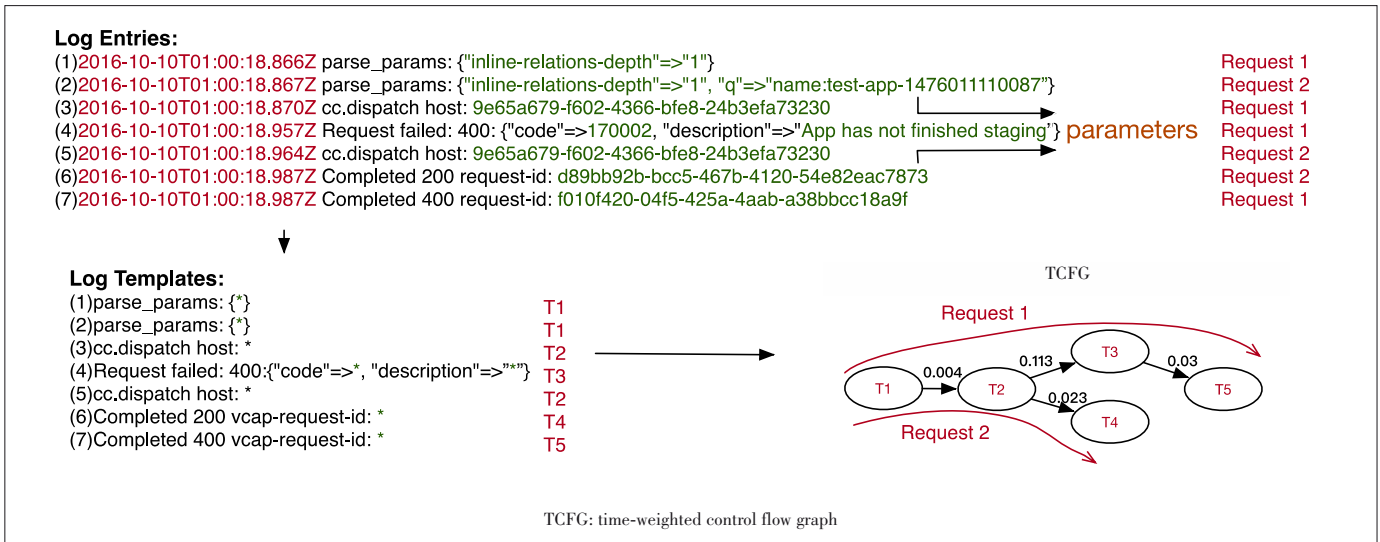 Log Entries:
(1)2016-10-10T01:00:18.866Z parse_params: {"inline-relations-depth"=>"1"} Request 1
(2)2016-10-10T01:00:18.867Z parse_params: {"inline-relations-depth"=>"1", "q"=>"name:test-app-1476011110087”} Request 2
(3)2016-10-10T01:00:18.870Z cc.dispatch host: 9e65a679-f602-4366-bfe8-24b3efa73230 Request 1
(4)2016-10-10T01:00:18.957Z Request failed: 400: {"code"=>170002, "description"=>"App has not finished staging’} parameters Request 1
(5)2016-10-10T01:00:18.964Z cc.dispatch host: 9e65a679-f602-4366-bfe8-24b3efa73230 Request 2
(6)2016-10-10T01:00:18.987Z Completed 200 request-id: d89bb92b-bcc5-467b-4120-54e82eac7873 Request 2
(7)2016-10-10T01:00:18.987Z Completed 400 request-id: f010f420-04f5-425a-4aab-a38bbcc18a9f Request 1
Log Templates:
(1)parse_params: {*} T1
(2)parse_params: {*} T1
(3)cc.dispatch host: * T2
(4)Request failed: 400:{"code"=>*, "description"=>”*”} T3
(5)cc.dispatch host: * T2
(6)Completed 200 vcap-request-id: * T4
(7)Completed 400 vcap-request-id: * T5
TCFG
Request 1
T1
0.004
T2
0.113
T3
0.03
T5
0.023
T4
Request 2
TCFG: time-weighted control flow graph